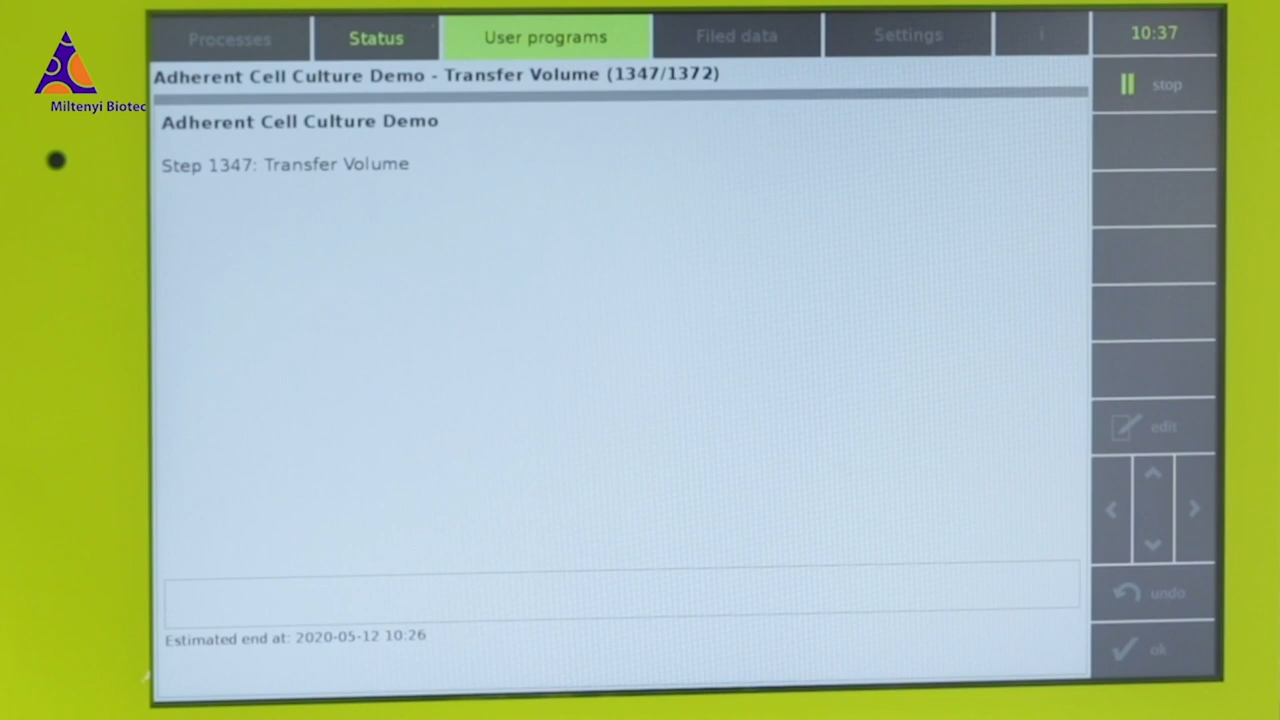 Processes
Status
User programs
Filed data
Settings
i
10:37
Miltenyi Biotec
Adherent Cell Culture Demo - Transfer Volume (1347/1372)
stop
Adherent Cell Culture Demo
Step 1347: Transfer Volume
edit
undo
Estimated end at: 2020-05-12 10:26
ok